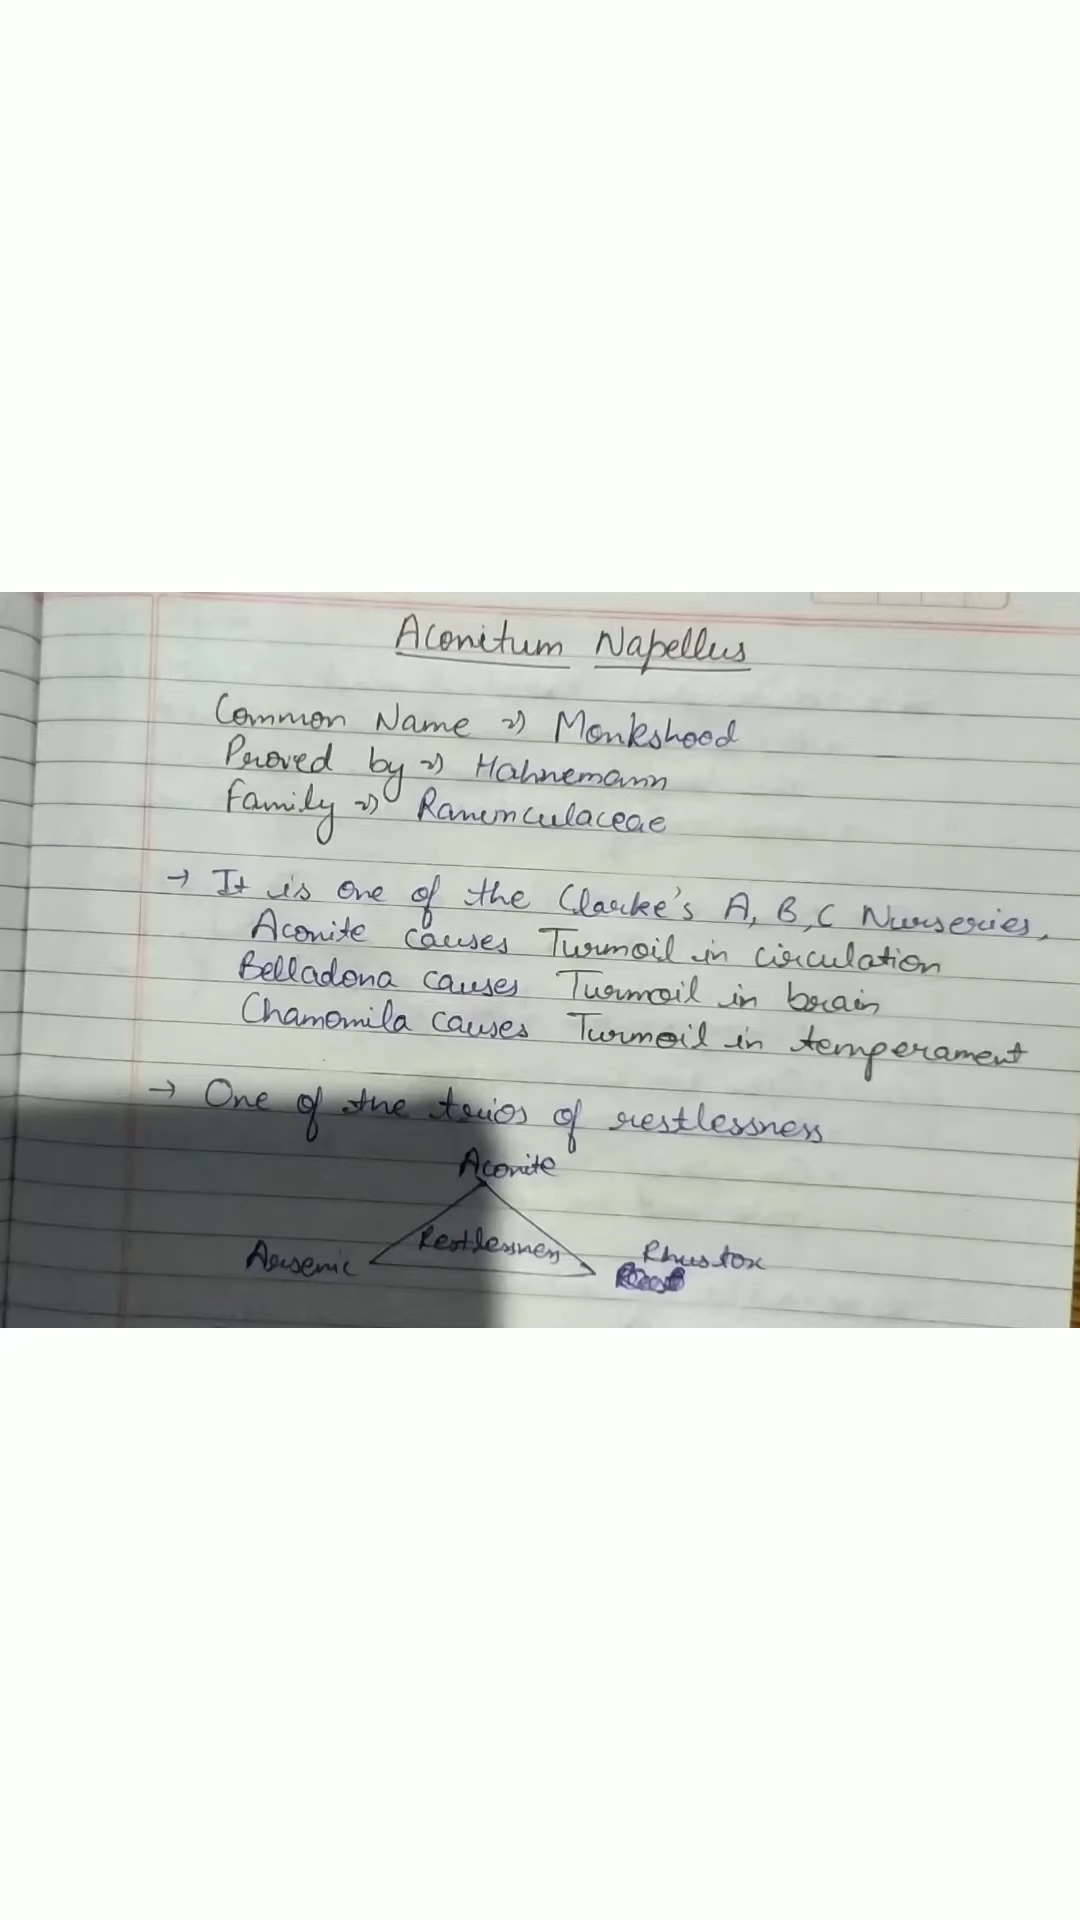 Aconitum Napellus
Common Name ⇒ Monkshood
Proved by ⇒ Hahnemann
Family ⇒ Ranunculaceae
→ It is one of the Clarke's A, B, C Nurseries.
Aconite causes Turmoil in circulation
Belladona causes Turmoil in brain
Chamomila causes Turmoil in temperament
→ One of the trios of restlessness
Aconite
Restlessness
Arsenic
Rhustox